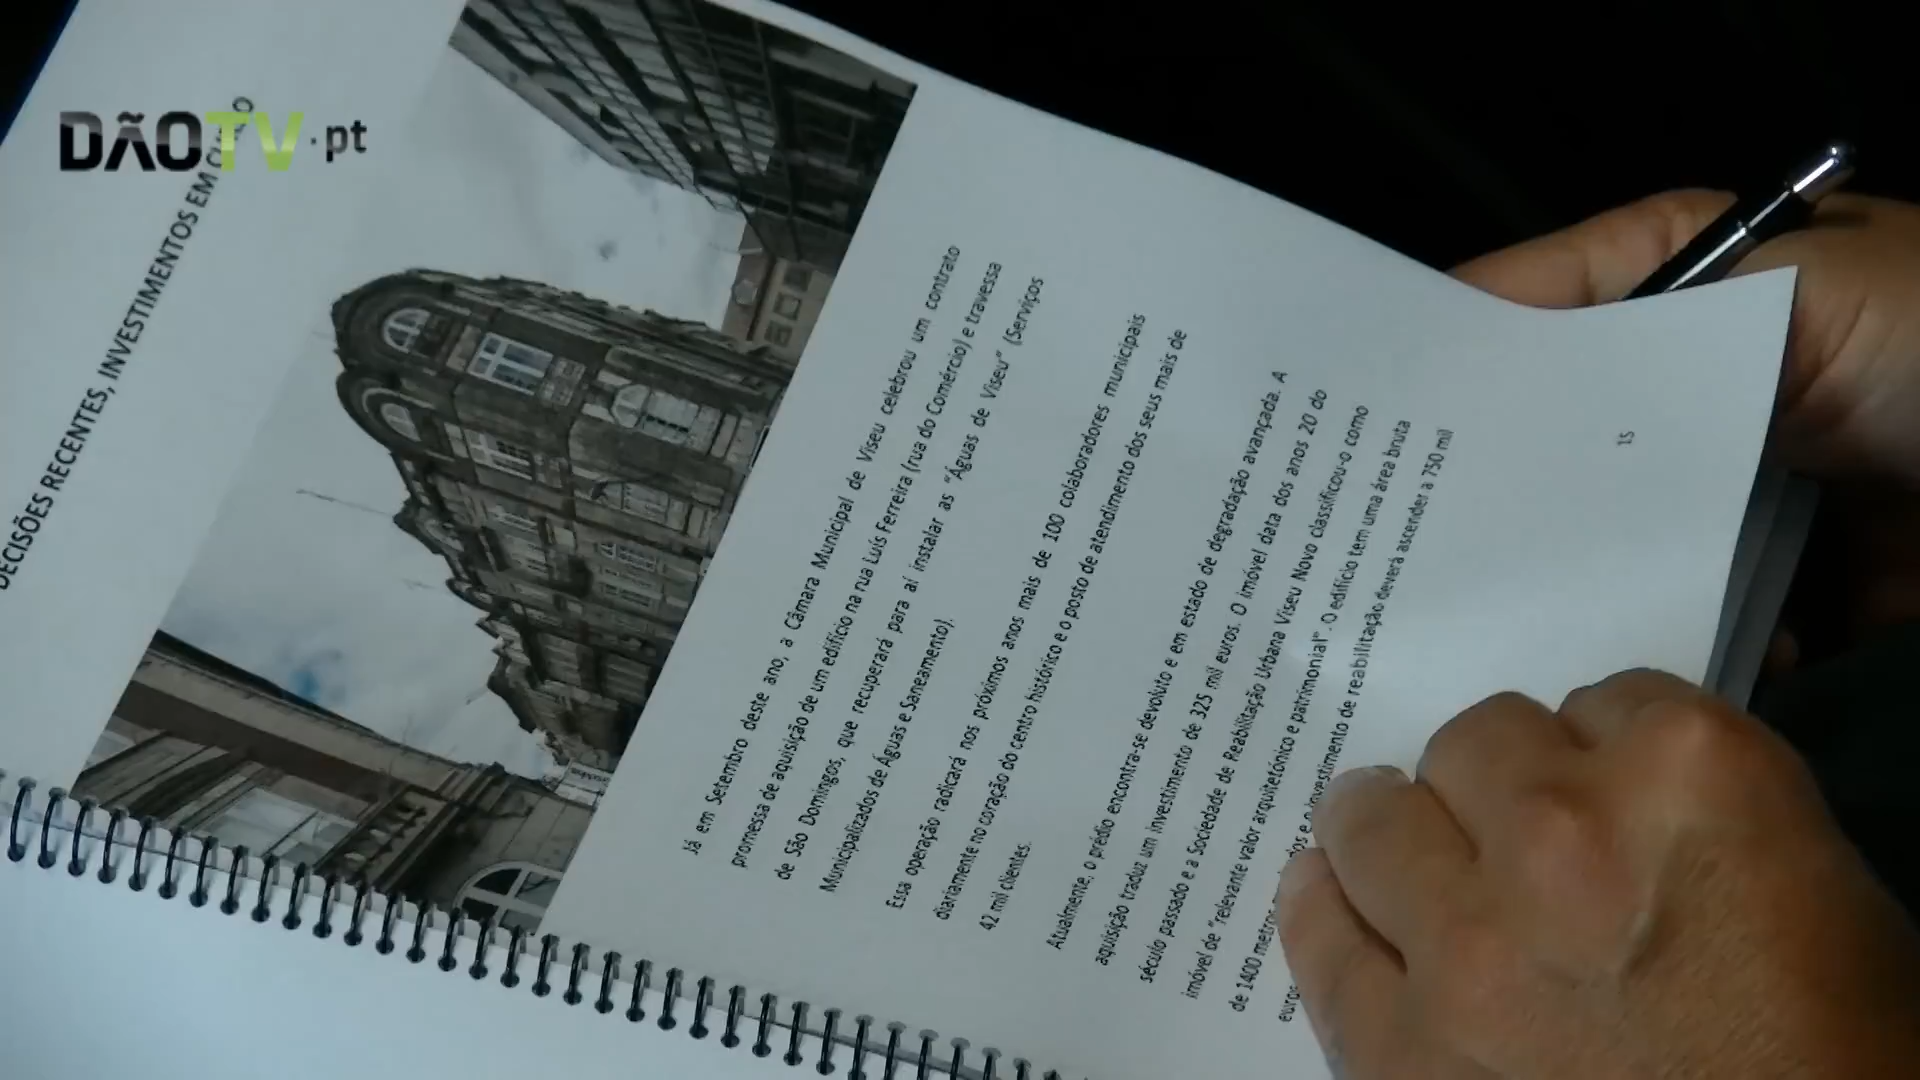 DÃOTV.pt
DECISÕES RECENTES, INVESTIMENTOS EM
Já em Setembro deste ano, a Câmara Municipal de Viseu celebrou um contrato
promessa de aquisição de um edifício na rua Luís Ferreira (rua do Comércio) e travessa
de São Domingos, que recuperará para aí instalar as “Águas de Viseu” (Serviços
Municipalizados de Águas e Saneamento).
Essa operação radicará nos próximos anos mais de 100 colaboradores municipais
diariamente no coração do centro histórico e o posto de atendimento dos seus mais de
42 mil clientes.
Atualmente, o prédio encontra-se devoluto e em estado de degradação avançada. A
aquisição traduz um investimento de 325 mil euros. O imóvel data dos anos 20 do
século passado e a Sociedade de Reabilitação Urbana Viseu Novo classificou-o como
imóvel de “relevante valor arquitetónico e patrimonial”. O edifício tem uma área bruta
de 1400 metros e o investimento de reabilitação deverá ascender a 750 mil
15